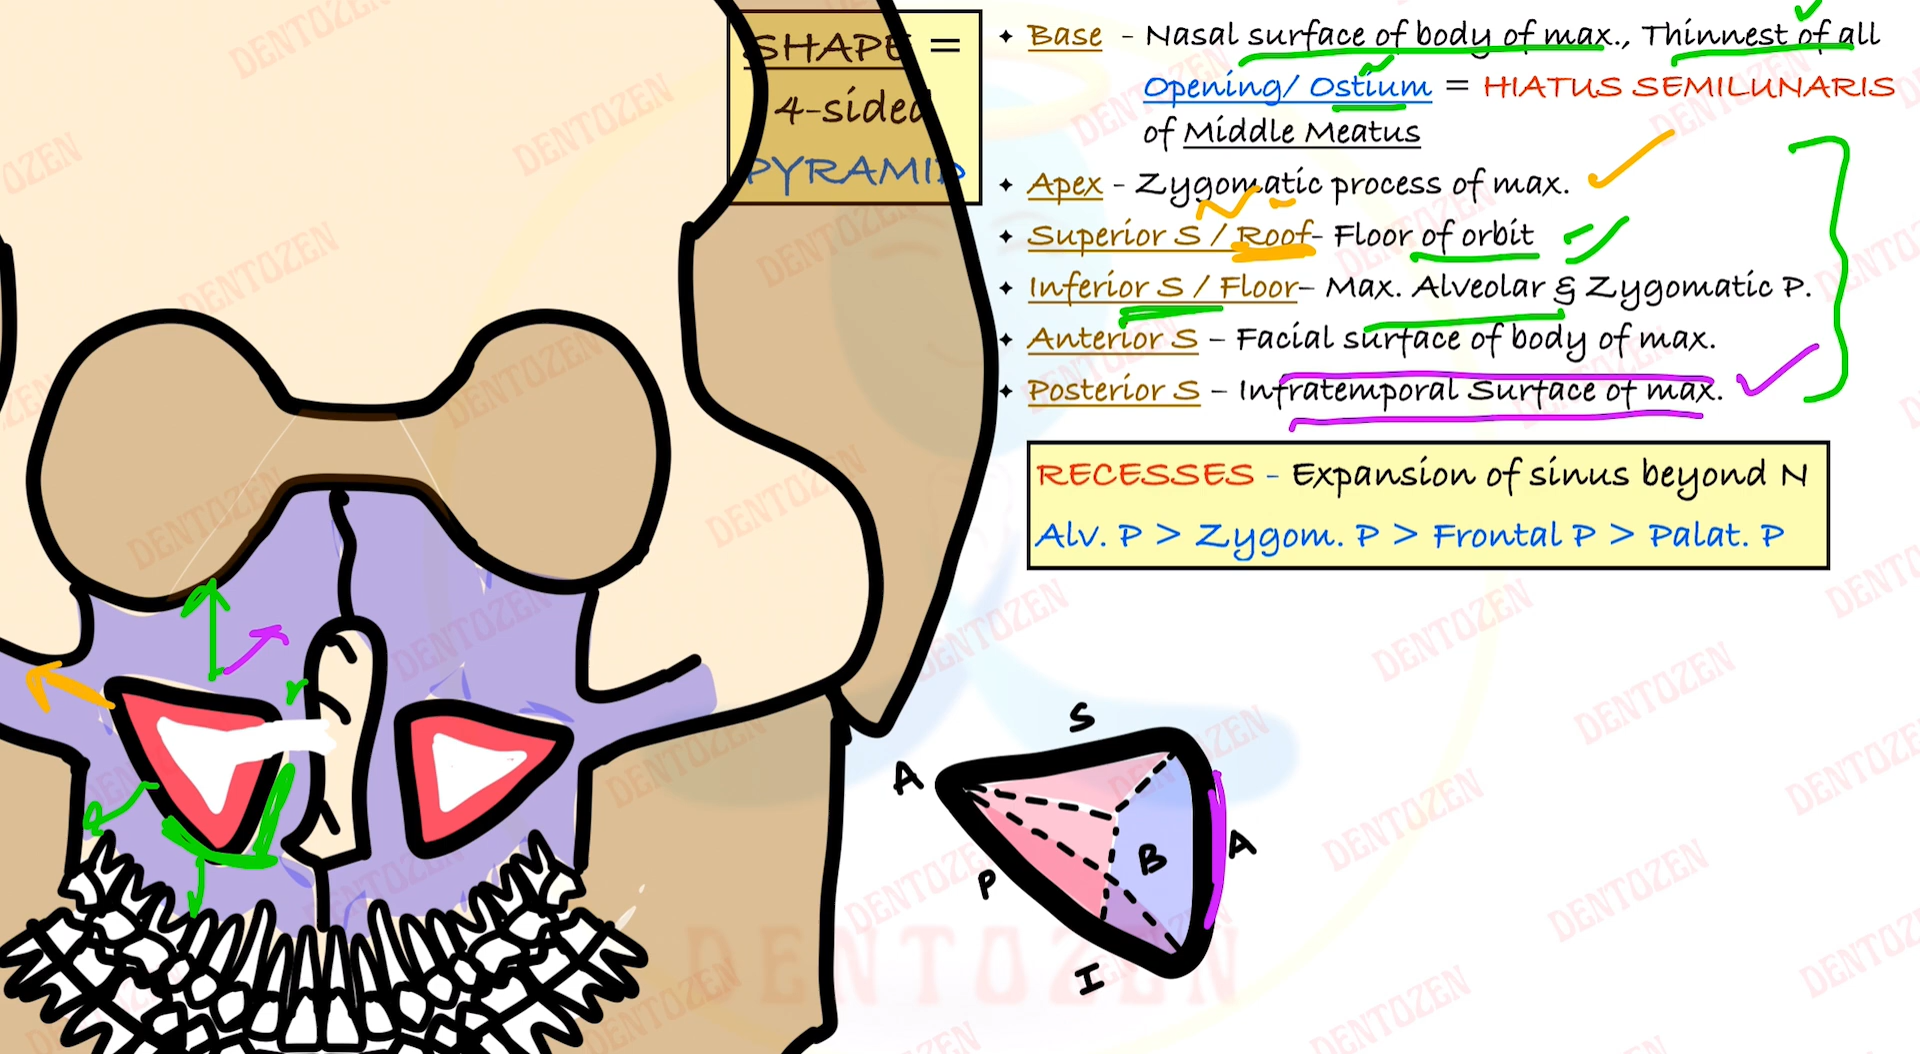 SHAPE =
4-sided
PYRAMID
✦ Base - Nasal surface of body of max., Thinnest of all
Opening/ Ostium = HIATUS SEMILUNARIS
of Middle Meatus
✦ Apex - Zygomatic process of max.
✦ Superior S / Roof- Floor of orbit
✦ Inferior S / Floor– Max. Alveolar & Zygomatic P.
✦ Anterior S – Facial surface of body of max.
✦ Posterior S – Infratemporal Surface of max.
RECESSES - Expansion of sinus beyond N
Alv. P > Zygom. P > Frontal P > Palat. P
S
A
A
B
P
I
DENTOZEN